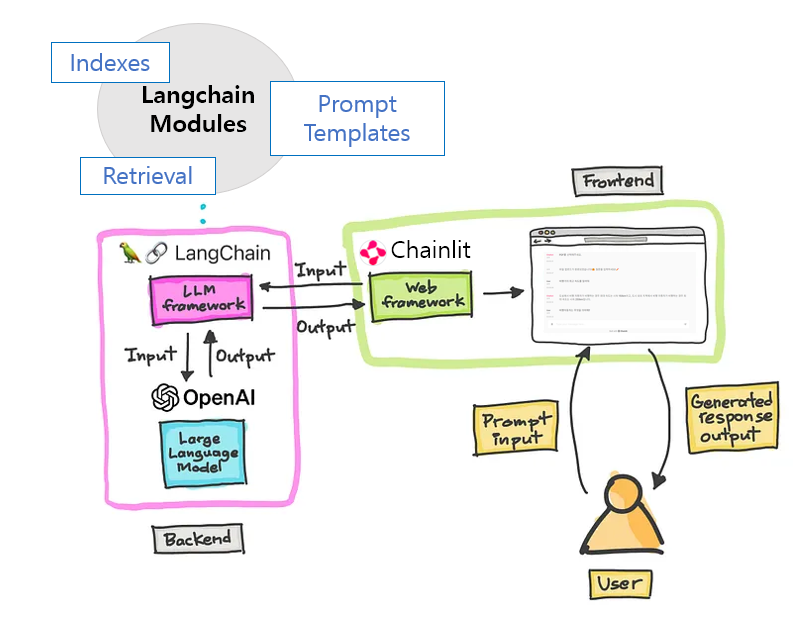 Indexes
Langchain
Modules
Prompt
Templates
Retrieval
Frontend
LangChain
LLM
framework
Input
Output
Chainlit
Web
framework
Input
Output
OpenAI
Large
Language
Model
Backend
Prompt
input
Generated
response
output
User